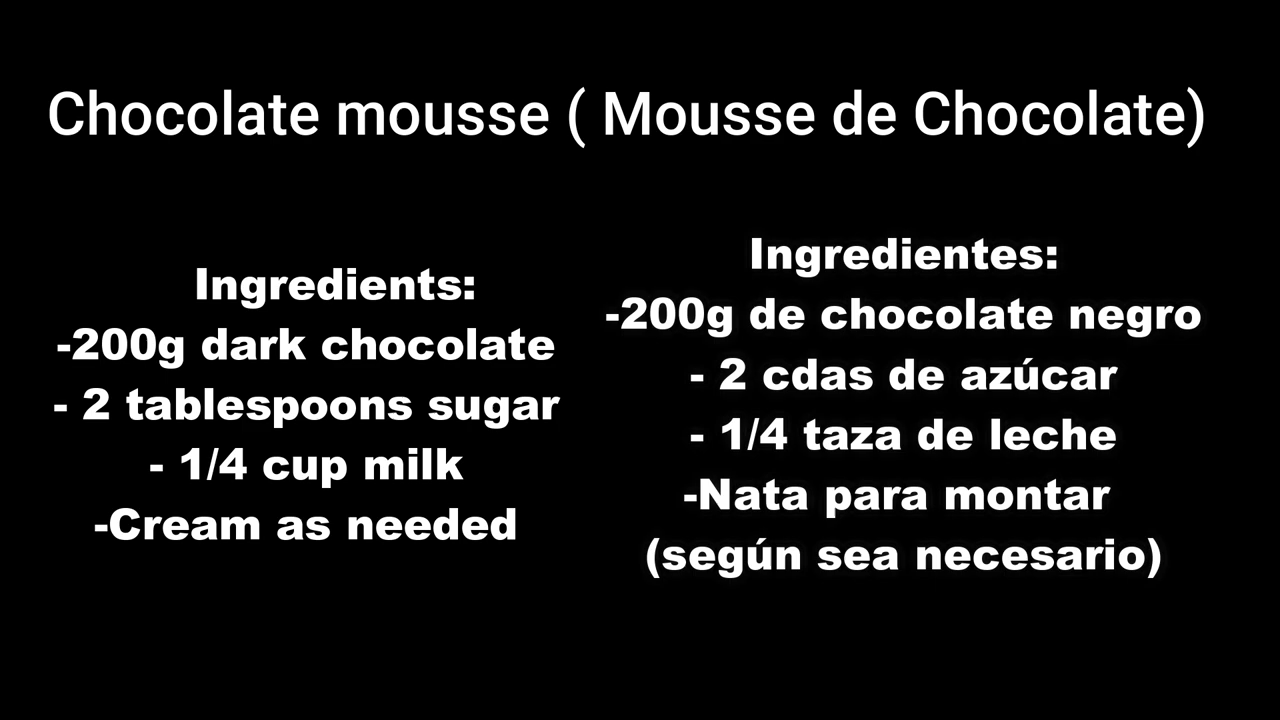 Chocolate mousse ( Mousse de Chocolate)
Ingredients:
-200g dark chocolate
- 2 tablespoons sugar
- 1/4 cup milk
-Cream as needed
Ingredientes:
-200g de chocolate negro
- 2 cdas de azúcar
- 1/4 taza de leche
-Nata para montar
(según sea necesario)